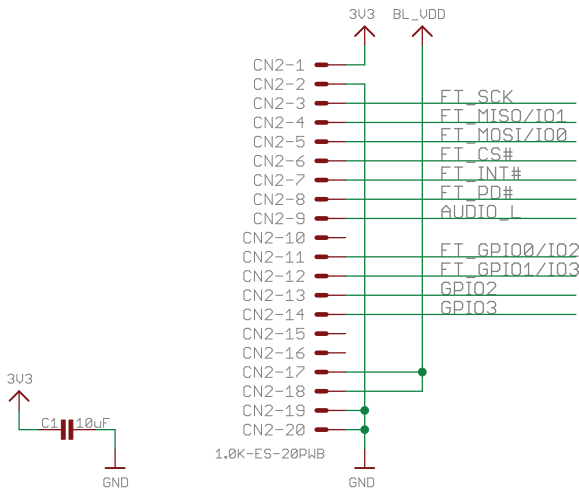 3V3 BL_VDD
CN2-1
CN2-2
CN2-3 FT_SCK
CN2-4 FT_MISO/IO1
CN2-5 FT_MOSI/IO0
CN2-6 FT_CS#
CN2-7 FT_INT#
CN2-8 FT_PD#
CN2-9 AUDIO_L
CN2-10
CN2-11 FT_GPIO0/IO2
CN2-12 FT_GPIO1/IO3
CN2-13 GPIO2
CN2-14 GPIO3
CN2-15
CN2-16
CN2-17
3V3 CN2-18
CN2-19
C1 10uF CN2-20
1.0K-ES-20PWB
GND GND